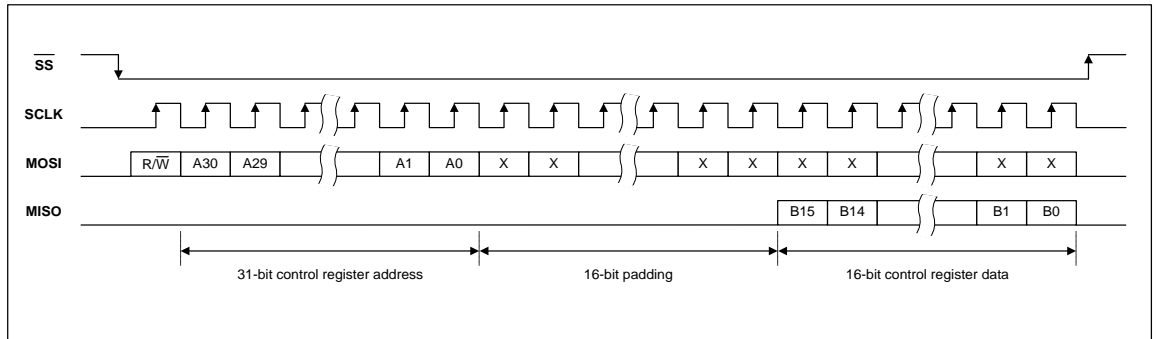 SS
SCLK
MOSI R/W A30 A29 A1 A0 X X X X X X X X
MISO B15 B14 B1 B0
31-bit control register address 16-bit padding 16-bit control register data